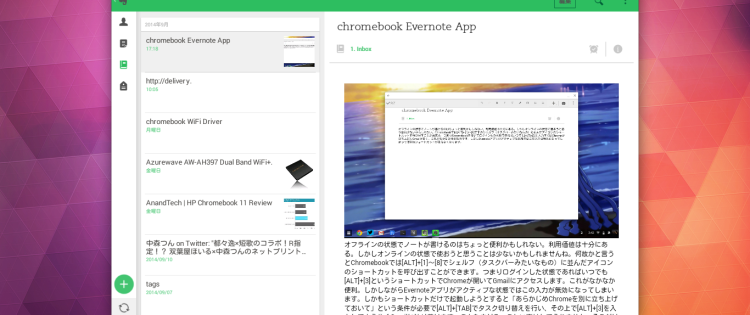 2014年9月
chromebook Evernote App
17:18
http://delivery.
10:05
chromebook WiFi Driver
月曜日
Azurewave AW-AH397 Dual Band WiFi+.
金曜日
AnandTech | HP Chromebook 11 Review
金曜日
中森つん on Twitter: "都々逸×短歌のコラボ！R指
定！？ 双葉屋ほいる×中森つんのネットプリント…
2014/09/10
tags
2014/09/07
chromebook Evernote App
1. Inbox
chromebook Evernote App
オフラインの状態でノートが書けるのはちょっと便利かもしれない。利用価値は十分にあ
る。しかしオンラインの状態で使おうと思うことは少ないかもしれませんね。何故かと言う
とChromebookでは[ALT]+[1]～[8]でシェルフ（タスクバーみたいなもの）に並んだアイコン
のショートカットを呼び出すことができます。つまりログインした状態であればいつでも
[ALT]+[3]というショートカットでChromeが開いてGmailにアクセスします。これがなかなか
便利。しかしながらEvernoteアプリがアクティブな状態ではこの入力が無効になってしまい
ます。しかもショートカットだけで起動しようとすると「あらかじめChromeを別に立ち上げ
ておいて」という条件が必要で[ALT]+[TAB]でタスク切り替えを行い、その上で[ALT]+[3]を入